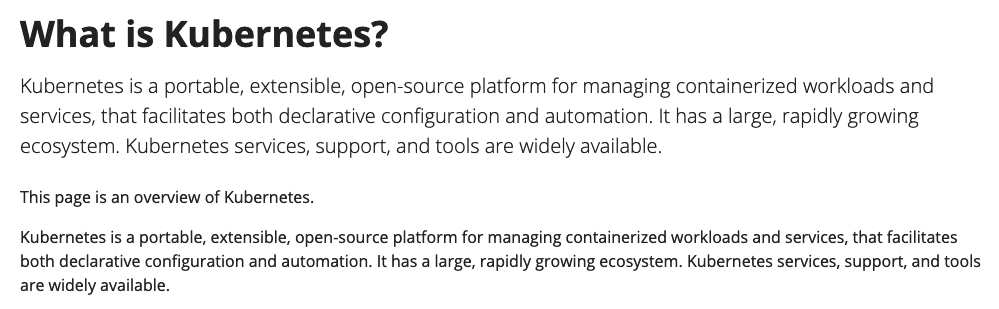 What is Kubernetes?
Kubernetes is a portable, extensible, open-source platform for managing containerized workloads and
services, that facilitates both declarative configuration and automation. It has a large, rapidly growing
ecosystem. Kubernetes services, support, and tools are widely available.
This page is an overview of Kubernetes.
Kubernetes is a portable, extensible, open-source platform for managing containerized workloads and services, that facilitates
both declarative configuration and automation. It has a large, rapidly growing ecosystem. Kubernetes services, support, and tools
are widely available.